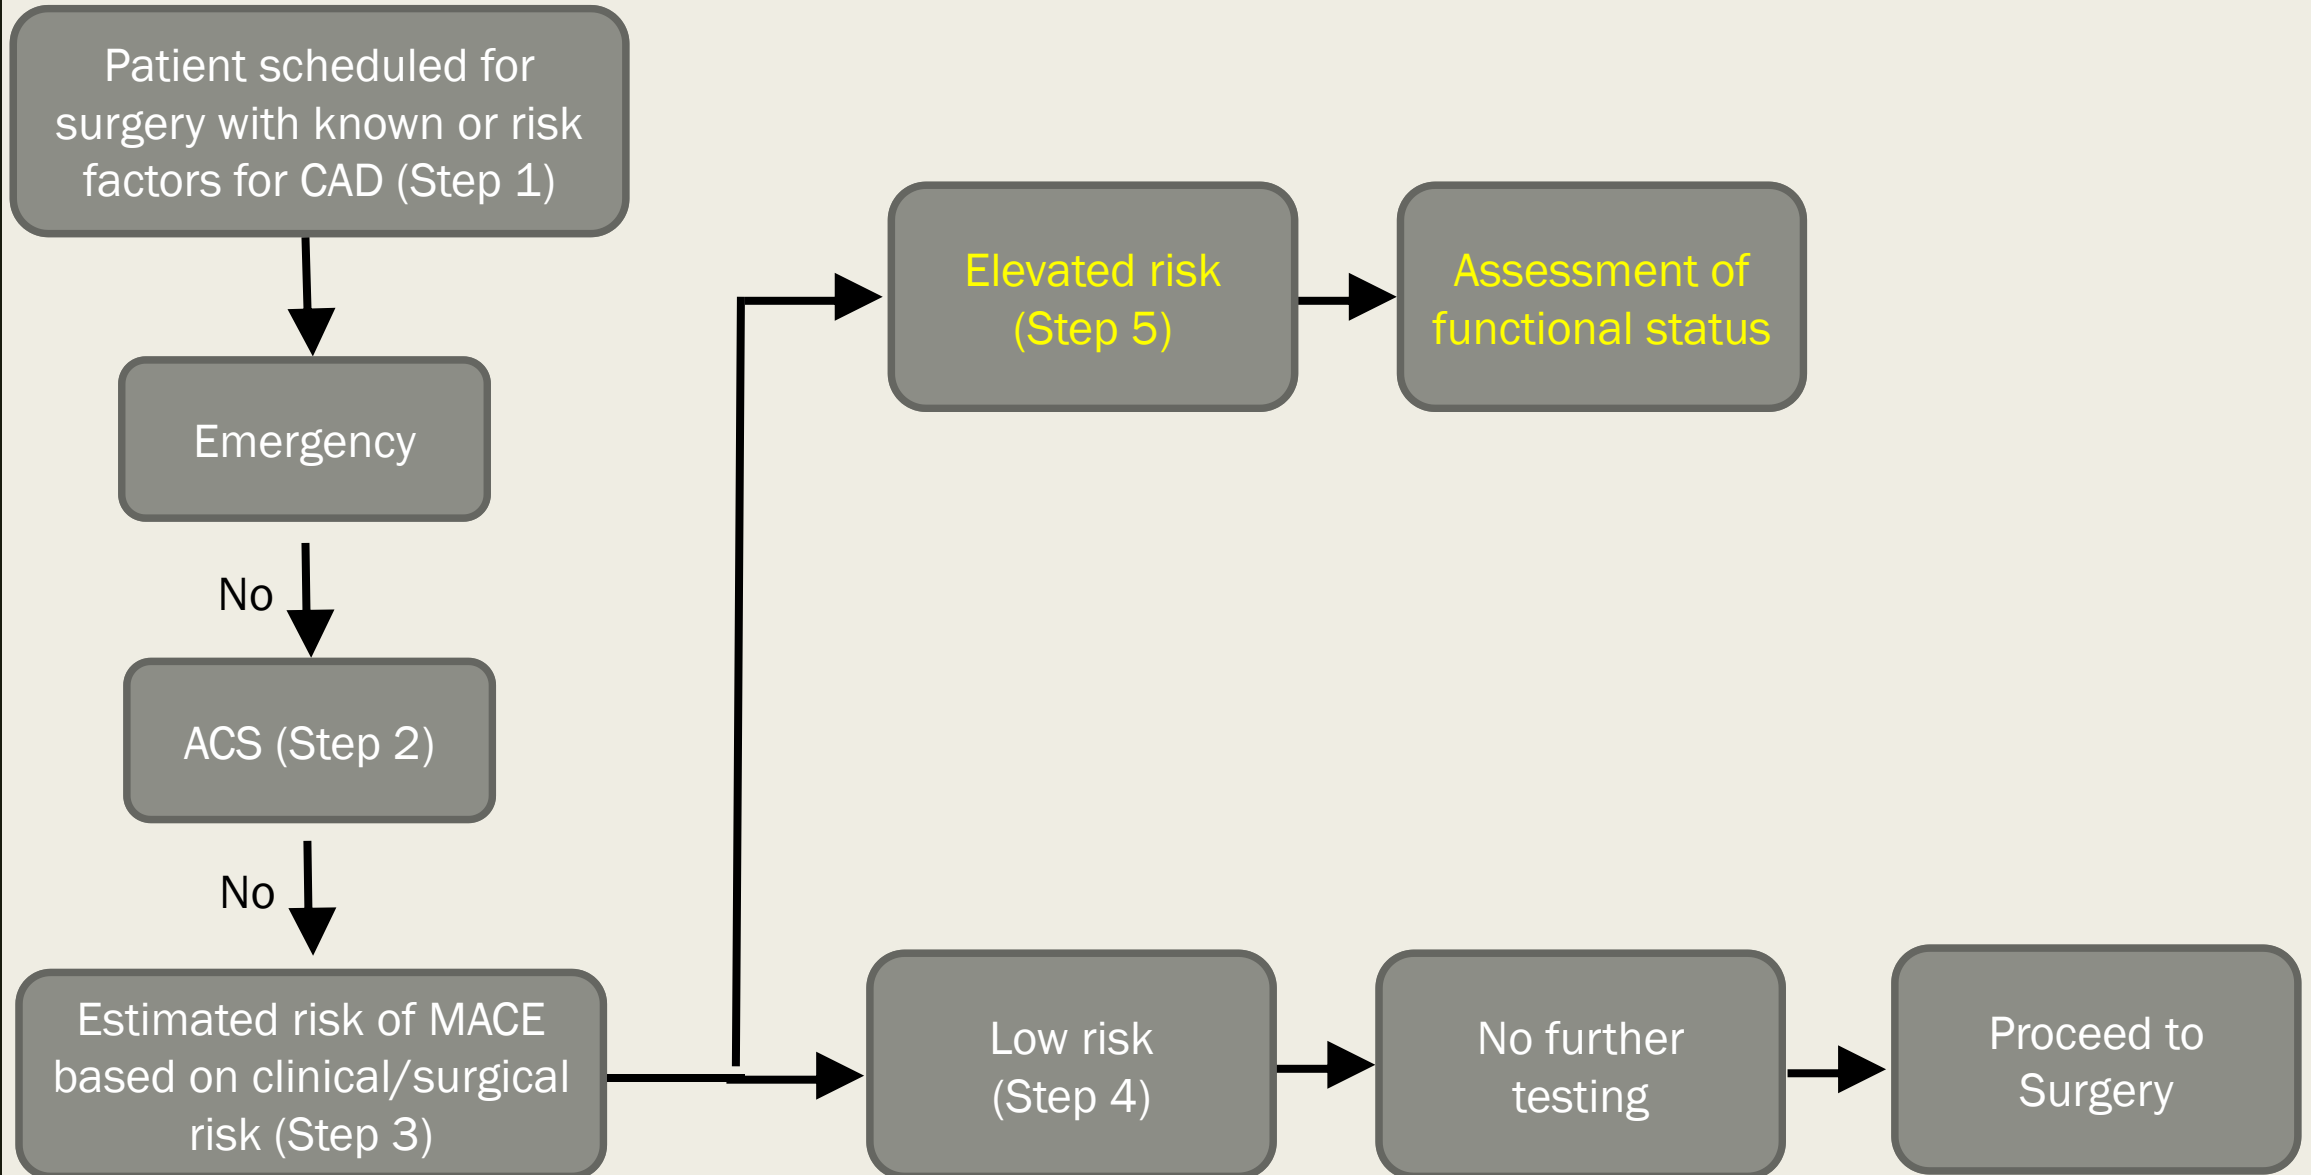 Patient scheduled for
surgery with known or risk
factors for CAD (Step 1)
Emergency
No
ACS (Step 2)
No
Estimated risk of MACE
based on clinical/surgical
risk (Step 3)
Elevated risk
(Step 5)
Assessment of
functional status
Low risk
(Step 4)
No further
testing
Proceed to
Surgery